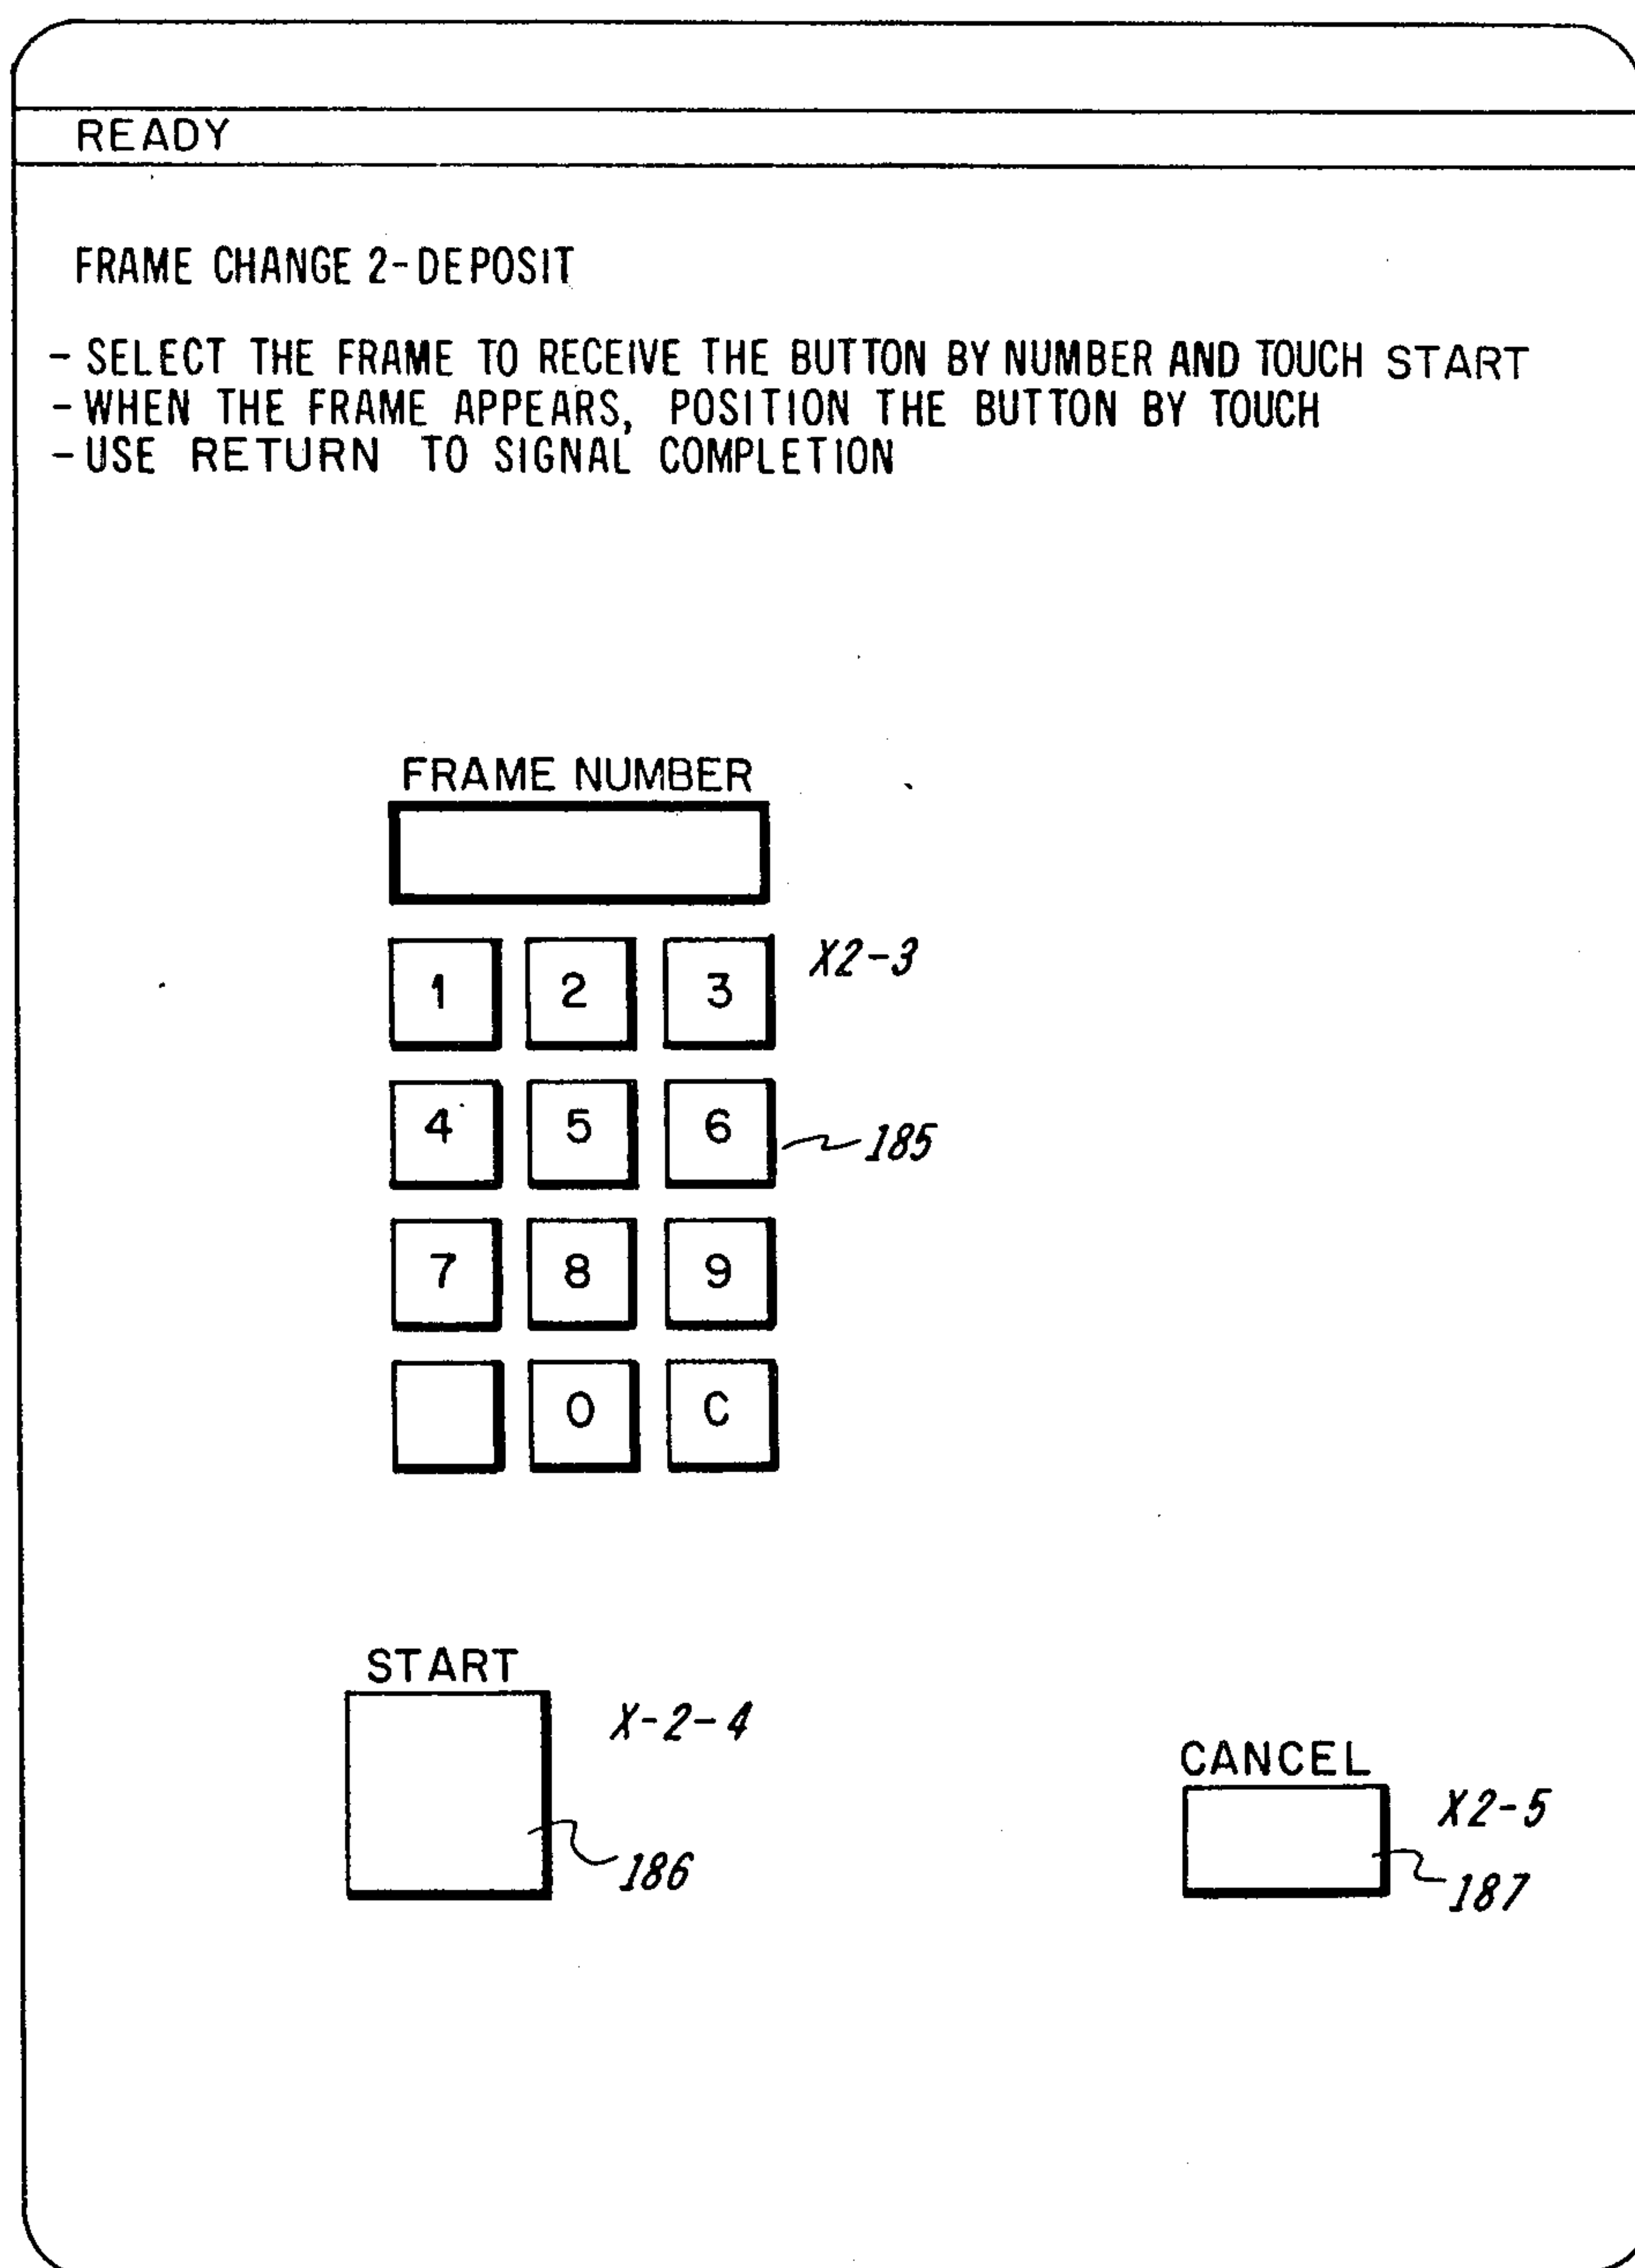 READY
FRAME CHANGE 2-DEPOSIT
- SELECT THE FRAME TO RECEIVE THE BUTTON BY NUMBER AND TOUCH START
- WHEN THE FRAME APPEARS, POSITION THE BUTTON BY TOUCH
- USE RETURN TO SIGNAL COMPLETION
FRAME NUMBER
1 2 3 X2-3
4 5 6 185
7 8 9
0 C
START
X-2-4
186
CANCEL
X2-5
187